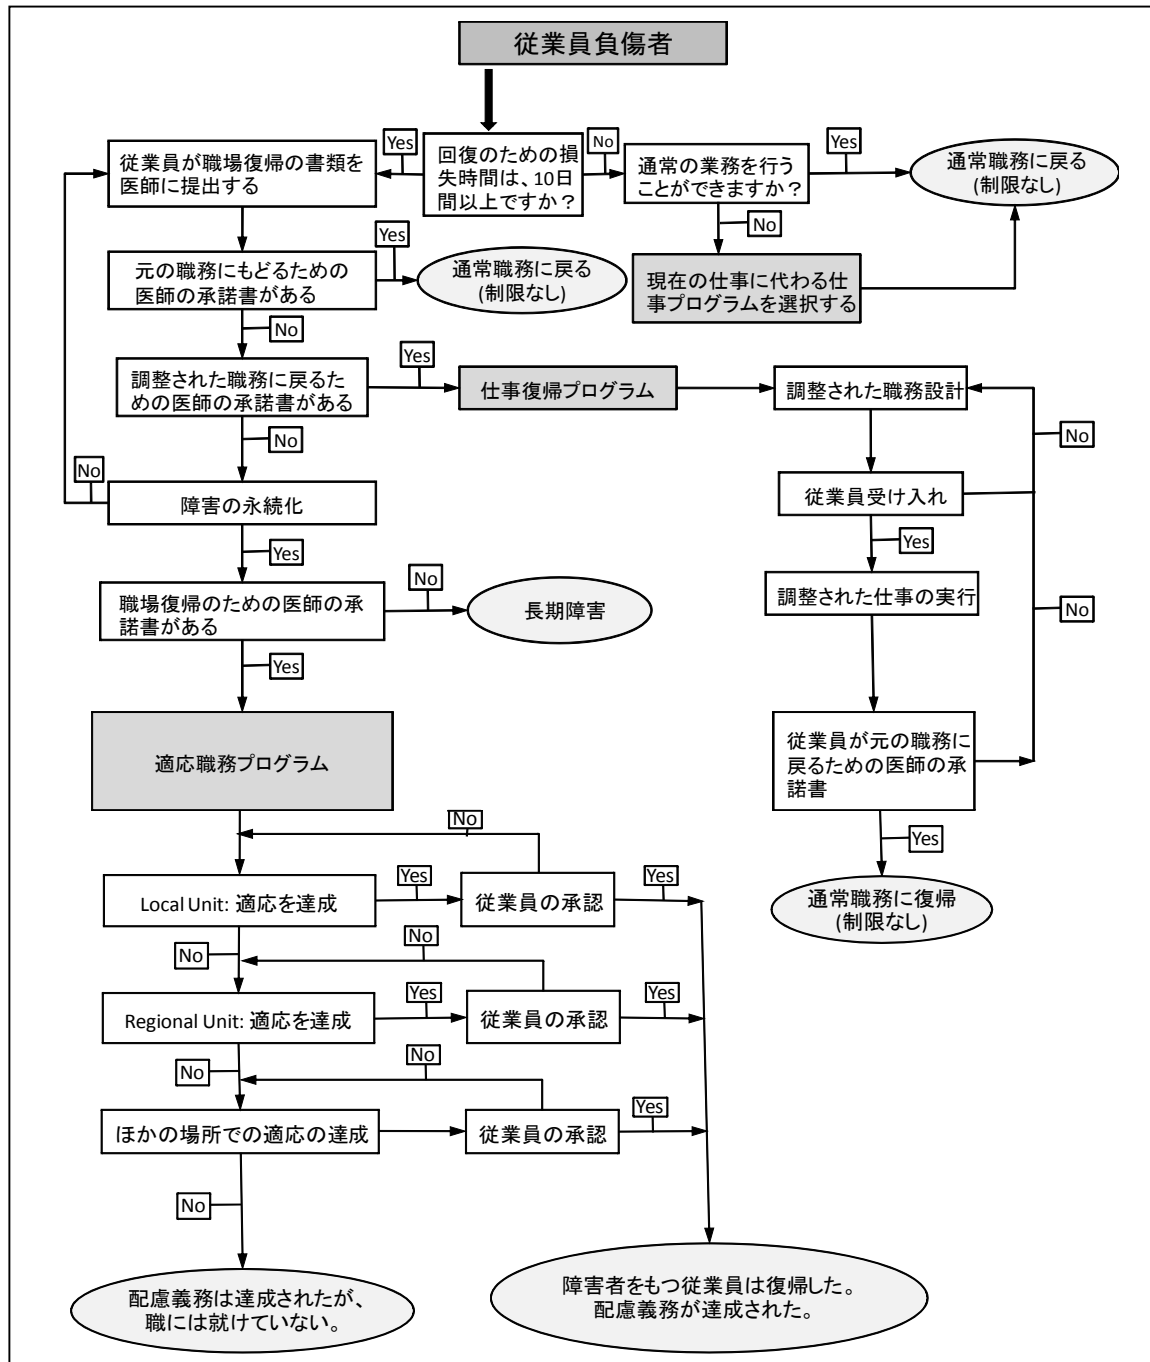 従業員負傷者
Yes
No
Yes
従業員が職場復帰の書類を
医師に提出する
回復のための損
失時間は、10日
間以上ですか？
通常の業務を行う
ことができますか？
通常職務に戻る
(制限なし)
Yes
No
元の職務にもどるための
医師の承諾書がある
通常職務に戻る
(制限なし)
現在の仕事に代わる仕
事プログラムを選択する
No
Yes
調整された職務に戻るた
めの医師の承諾書がある
仕事復帰プログラム
調整された職務設計
No
No
No
障害の永続化
従業員受け入れ
Yes
Yes
No
職場復帰のための医師の承
諾書がある
長期障害
調整された仕事の実行
No
Yes
適応職務プログラム
従業員が元の職務に
戻るための医師の承
諾書
No
Yes
Yes
Yes
Local Unit: 適応を達成
従業員の承認
通常職務に復帰
(制限なし)
No
No
Yes
Yes
Regional Unit: 適応を達成
従業員の承認
No
No
Yes
ほかの場所での適応の達成
従業員の承認
No
配慮義務は達成されたが、
職には就けていない。
障害者をもつ従業員は復帰した。
配慮義務が達成された。